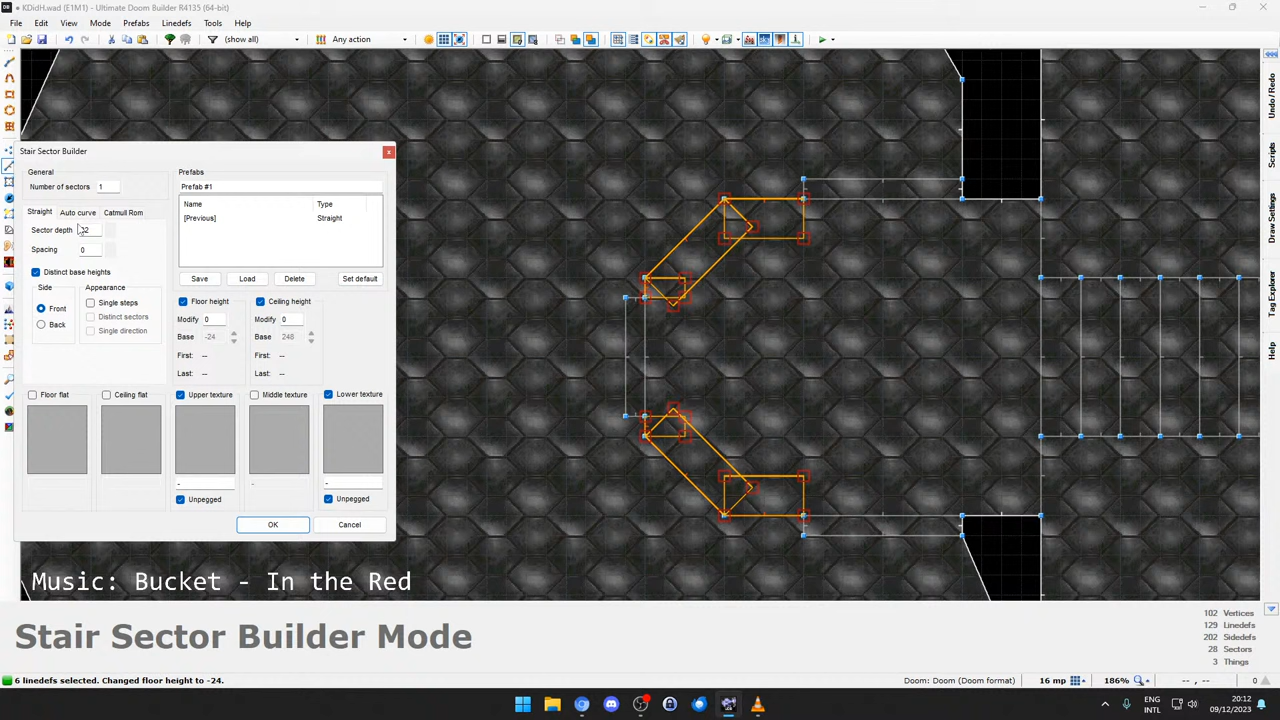 • KDidH.wad (E1M1) - Ultimate Doom Builder R4135 (64-bit)
File Edit View Mode Prefabs Linedefs Tools Help
(show all) Any action
Stair Sector Builder
General
Number of sectors 1
Straight Auto curve Catmull Rom
Sector depth 32
Spacing 0
Distinct base heights
Side Appearance
Front Single steps
Distinct sectors
Back Single direction
Prefabs
Prefab #1
Name Type
[Previous] Straight
Save Load Delete Set default
Floor height Ceiling height
Modify 0 Modify 0
Base -24 Base 248
First: -- First: --
Last: -- Last: --
Floor flat Ceiling flat Upper texture Middle texture Lower texture
- - -
Unpegged Unpegged
OK Cancel
Undo / Redo
Scripts
Draw Settings
Tag Explorer
Help
Music: Bucket - In the Red
Stair Sector Builder Mode
102 Vertices
129 Linedefs
202 Sidedefs
28 Sectors
3 Things
6 linedefs selected. Changed floor height to -24.
Doom: Doom (Doom format) 16 mp 186% -- , -- 0
ENG
INTL
20:12
09/12/2023